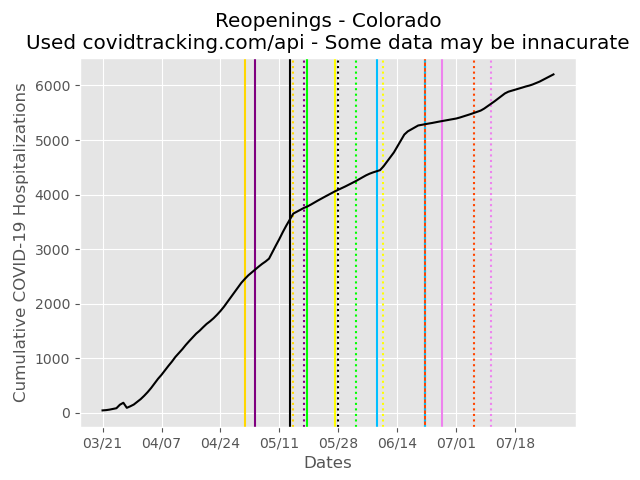 Reopenings - Colorado
Used covidtracking.com/api - Some data may be innacurate
Cumulative COVID-19 Hospitalizations
6000
5000
4000
3000
2000
1000
0
03/21 04/07 04/24 05/11 05/28 06/14 07/01 07/18
Dates